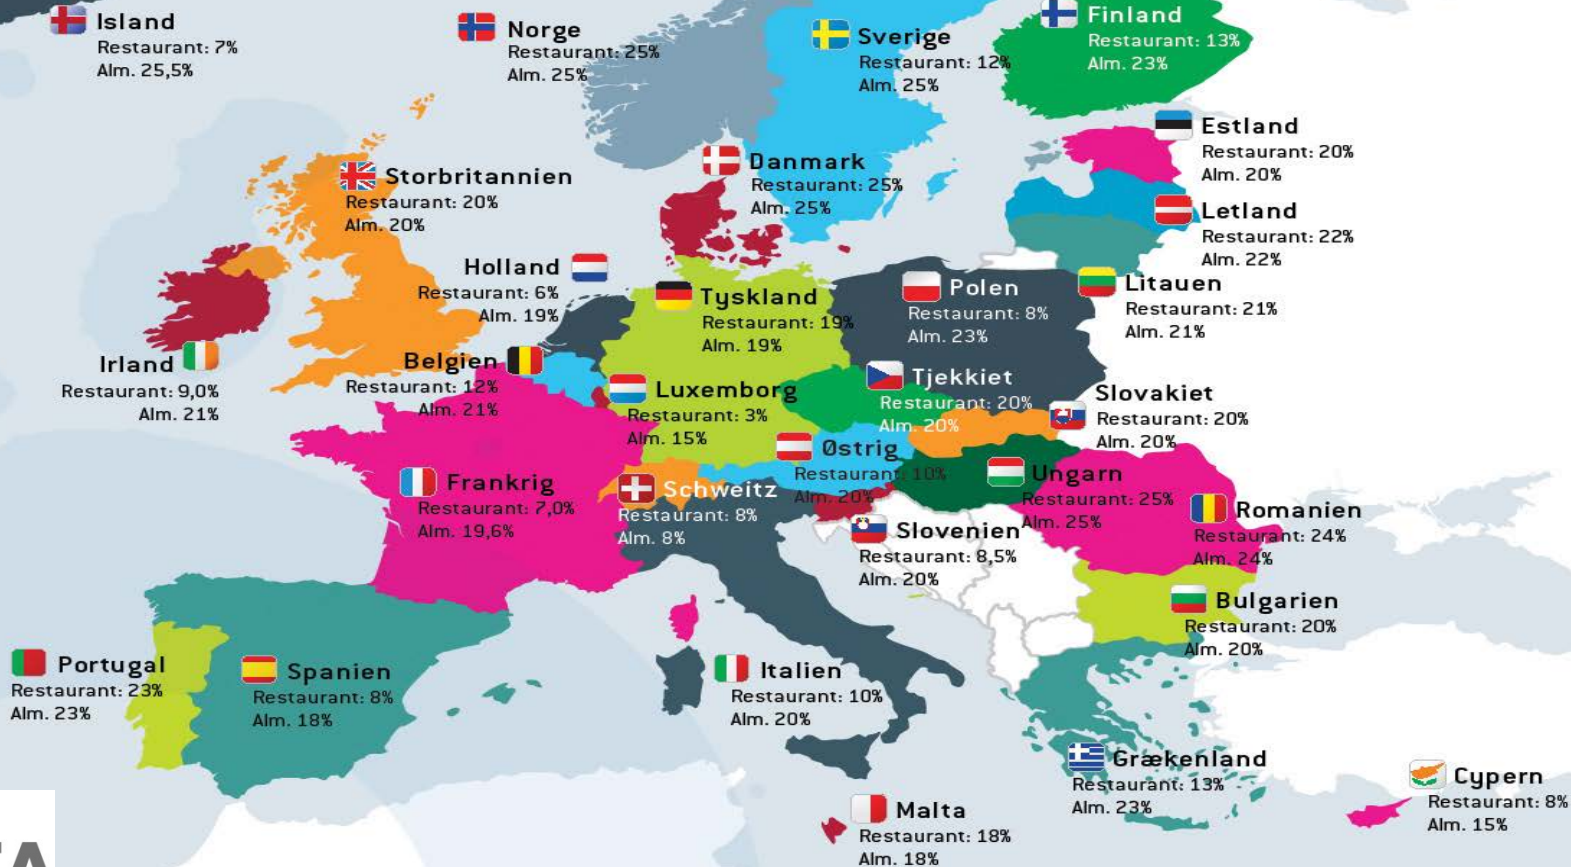 Island
Restaurant: 7%
Alm. 25,5%
Norge
Restaurant: 25%
Alm. 25%
Sverige
Restaurant: 12%
Alm. 25%
Finland
Restaurant: 13%
Alm. 23%
Estland
Restaurant: 20%
Alm. 20%
Storbritannien
Restaurant: 20%
Alm. 20%
Danmark
Restaurant: 25%
Alm. 25%
Letland
Restaurant: 22%
Alm. 22%
Holland
Restaurant: 6%
Alm. 19%
Tyskland
Restaurant: 19%
Alm. 19%
Polen
Restaurant: 8%
Alm. 23%
Litauen
Restaurant: 21%
Alm. 21%
Irland
Restaurant: 9,0%
Alm. 21%
Belgien
Restaurant: 12%
Alm. 21%
Luxemborg
Restaurant: 3%
Alm. 15%
Tjekkiet
Restaurant: 20%
Alm. 20%
Slovakiet
Restaurant: 20%
Alm. 20%
Frankrig
Restaurant: 7,0%
Alm. 19,6%
Schweitz
Restaurant: 8%
Alm. 8%
Østrig
Restaurant: 10%
Alm. 20%
Ungarn
Restaurant: 25%
Alm. 25%
Slovenien
Restaurant: 8,5%
Alm. 20%
Romanien
Restaurant: 24%
Alm. 24%
Bulgarien
Restaurant: 20%
Alm. 20%
Portugal
Restaurant: 23%
Alm. 23%
Spanien
Restaurant: 8%
Alm. 18%
Italien
Restaurant: 10%
Alm. 20%
Grækenland
Restaurant: 13%
Alm. 23%
Cypern
Restaurant: 8%
Alm. 15%
Malta
Restaurant: 18%
Alm. 18%